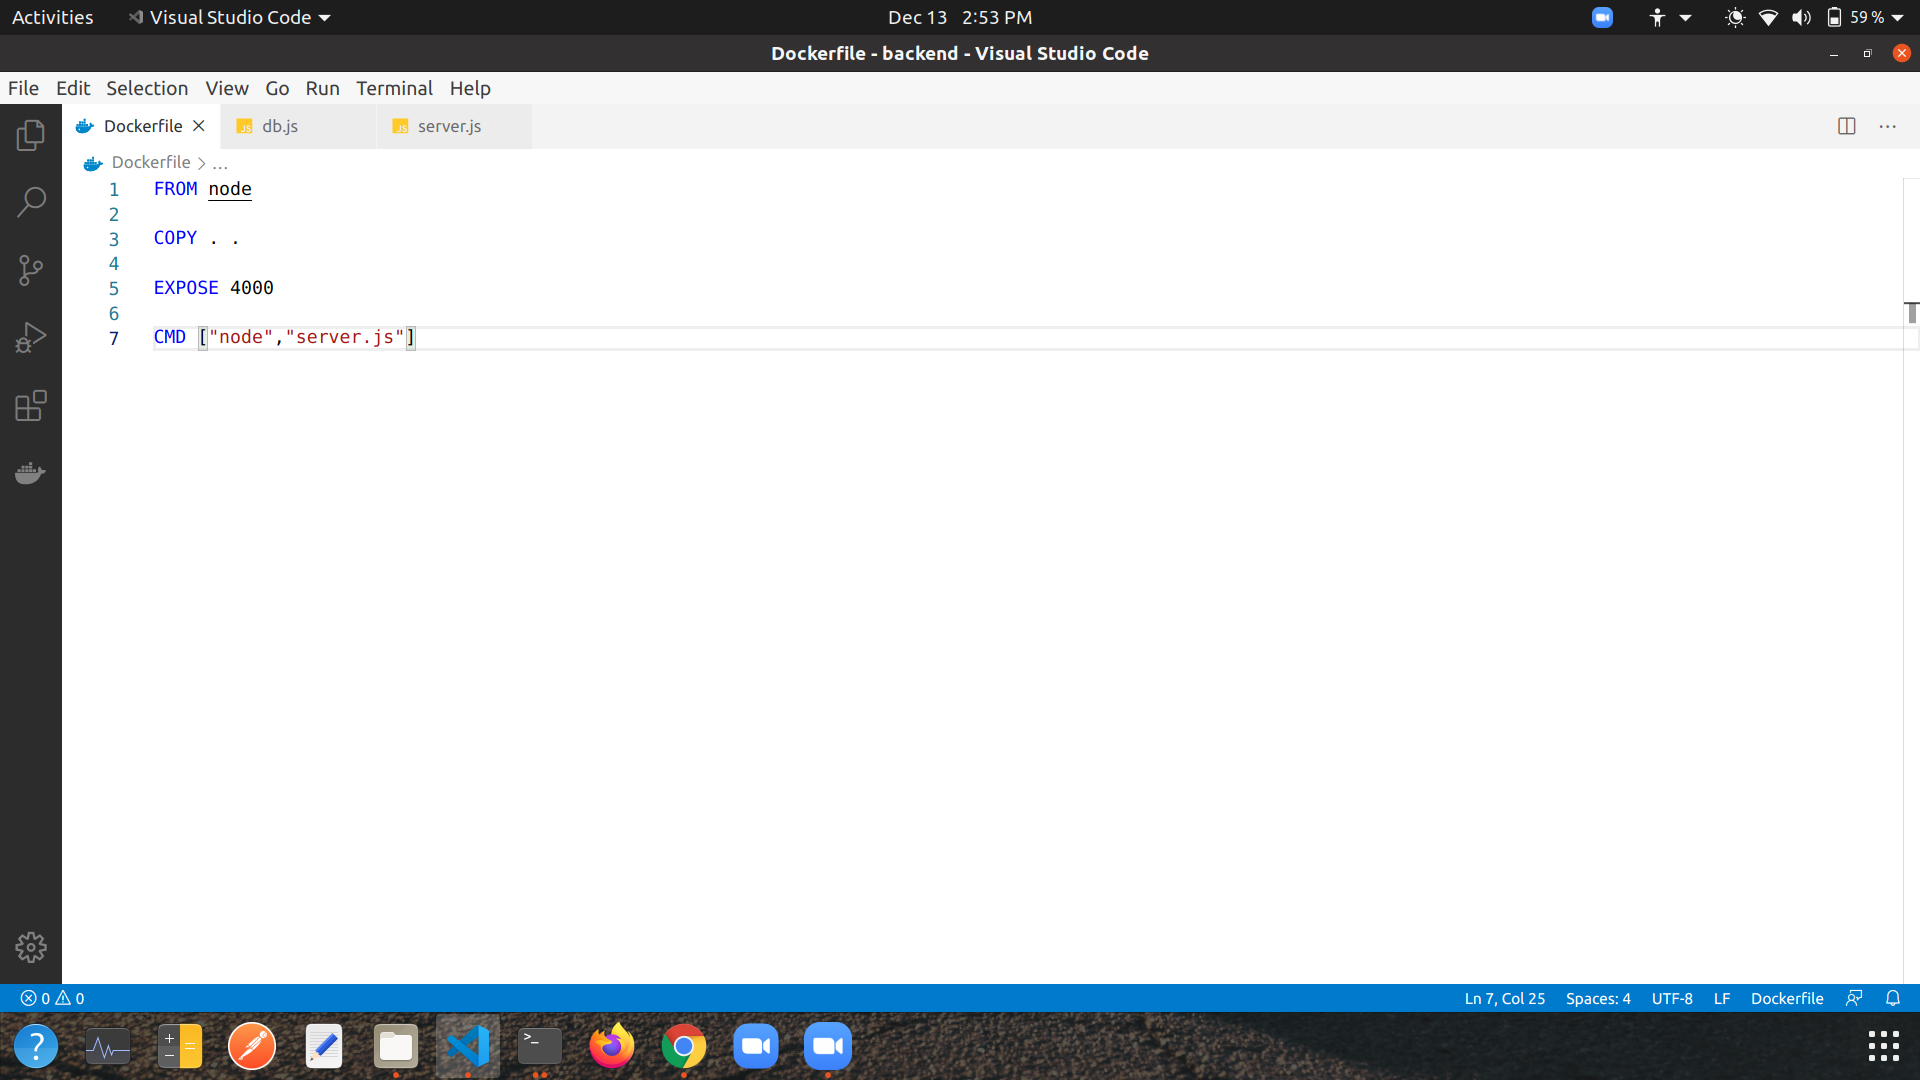 Activities Visual Studio Code Dec 13 2:53 PM 59 %
Dockerfile - backend - Visual Studio Code
File Edit Selection View Go Run Terminal Help
Dockerfile JS db.js JS server.js
Dockerfile > ...
1 FROM node
2
3 COPY . .
4
5 EXPOSE 4000
6
7 CMD ["node","server.js"]
0 0 Ln 7, Col 25 Spaces: 4 UTF-8 LF Dockerfile